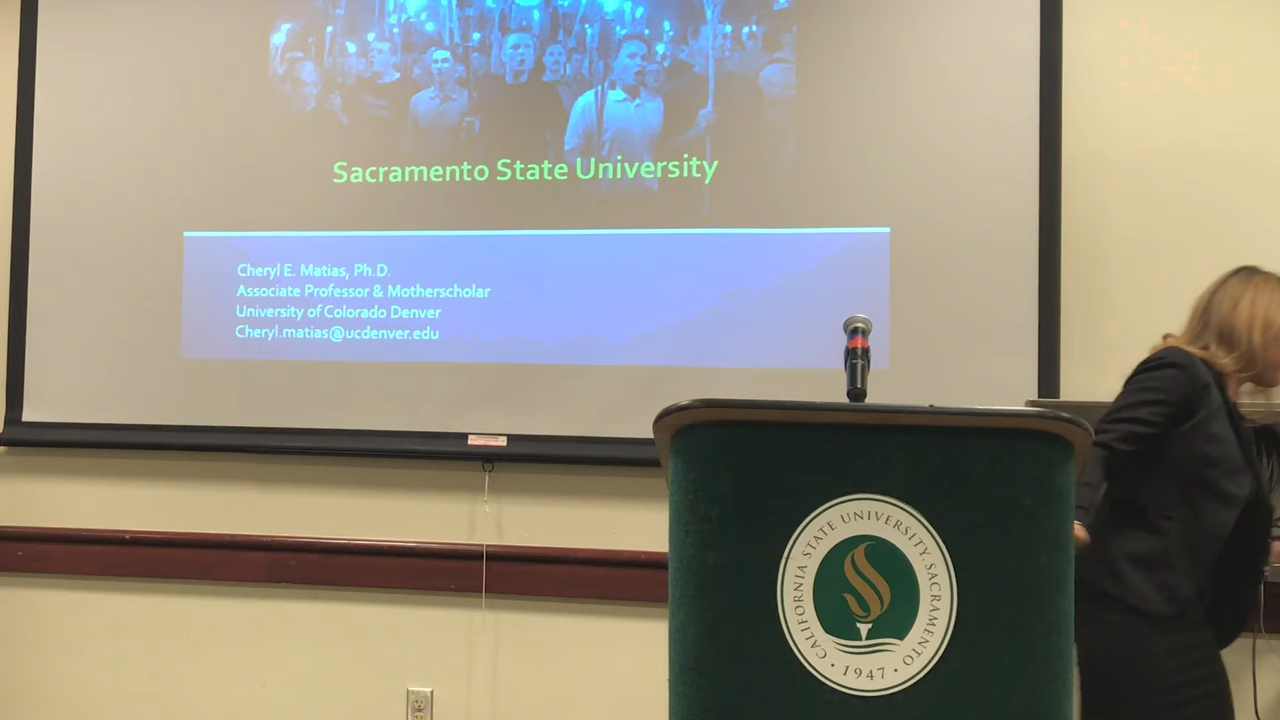 Sacramento State University
Cheryl E. Matias, Ph.D.
Associate Professor & Motherscholar
University of Colorado Denver
Cheryl.matias@ucdenver.edu
CALIFORNIA STATE UNIVERSITY, SACRAMENTO
• 1947 •